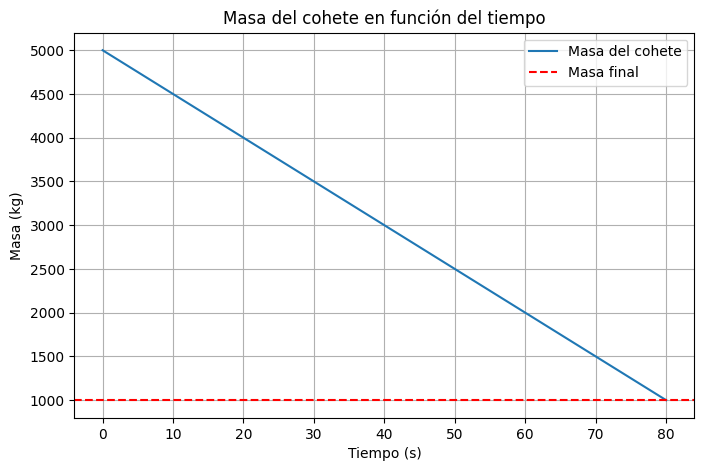 Masa del cohete en función del tiempo
Masa del cohete
Masa final
Masa (kg)
5000
4500
4000
3500
3000
2500
2000
1500
1000
0 10 20 30 40 50 60 70 80
Tiempo (s)